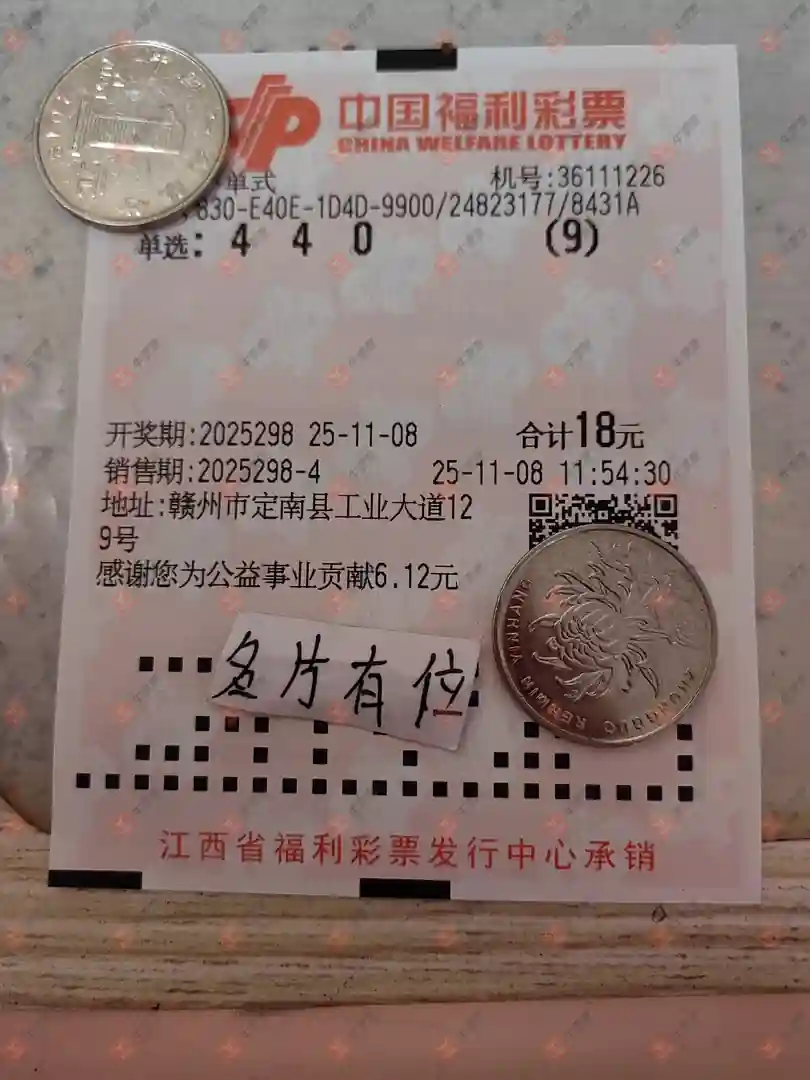 中国福利彩票
CHINA WELFARE LOTTERY
单式 机号:36111226
830-E40E-1D4D-9900/24823177/8431A
单选: 4 4 0 (9)
开奖期:2025298 25-11-08 合计18元
销售期:2025298-4 25-11-08 11:54:30
地址:赣州市定南县工业大道12
9号
感谢您为公益事业贡献6.12元
名片有位
江西省福利彩票发行中心承销